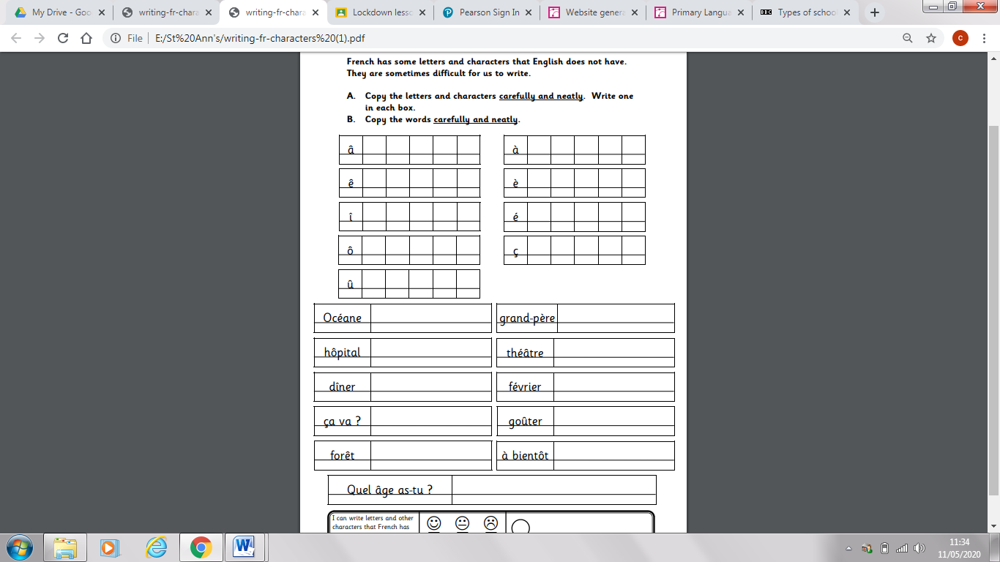 My Drive - Goo
writing-fr-chara
writing-fr-chara
Lockdown lesso
Pearson Sign In
Website genera
Primary Langua
BBC Types of schoo
File E:/St%20Ann's/writing-fr-characters%20(1).pdf
c
French has some letters and characters that English does not have.
They are sometimes difficult for us to write.
A. Copy the letters and characters carefully and neatly. Write one
in each box.
B. Copy the words carefully and neatly.
â
à
ê
è
î
é
ô
ç
û
Océane
grand-père
hôpital
théâtre
dîner
février
ça va ?
goûter
forêt
à bientôt
Quel âge as-tu ?
I can write letters and other
characters that French has
11:34
11/05/2020